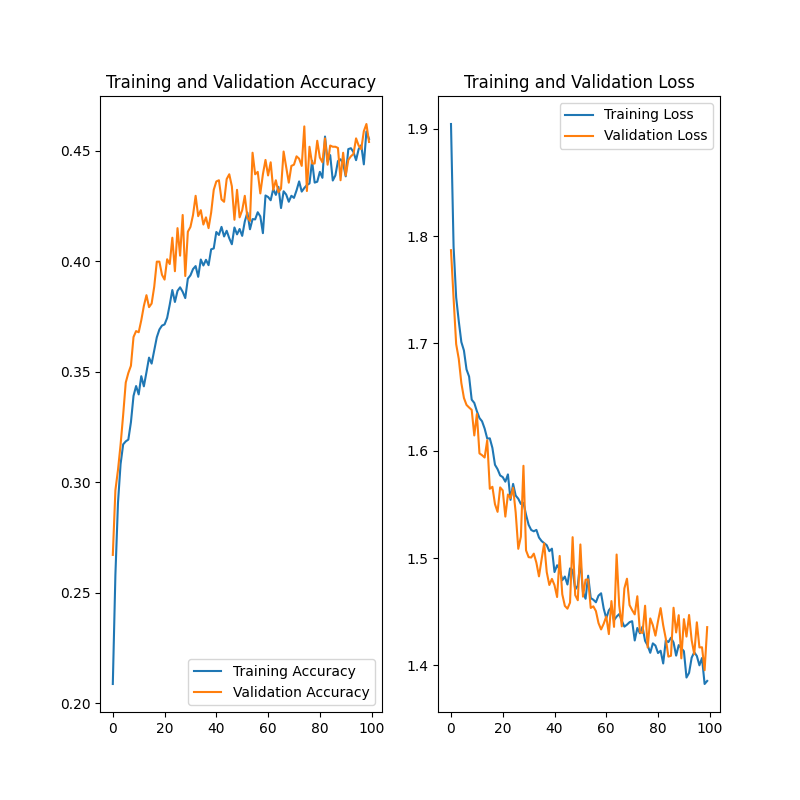 Training and Validation Accuracy
0.45
0.40
0.35
0.30
0.25
0.20
0 20 40 60 80 100
Training Accuracy
Validation Accuracy
Training and Validation Loss
1.9
1.8
1.7
1.6
1.5
1.4
0 20 40 60 80 100
Training Loss
Validation Loss